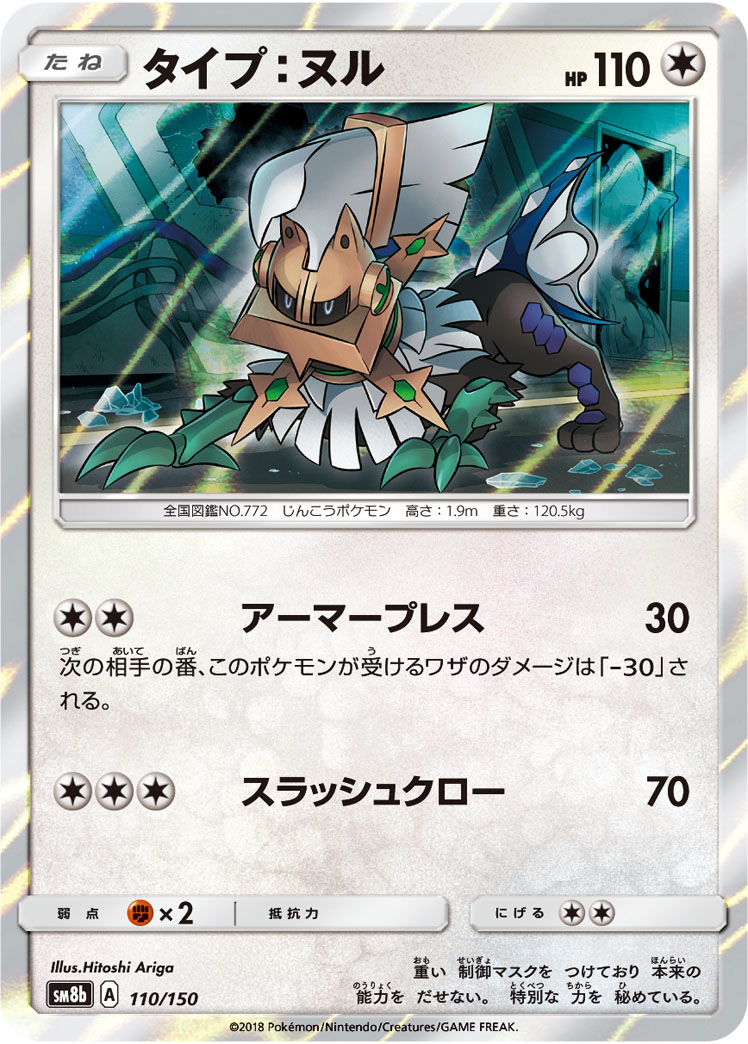 たね タイプ：ヌル HP 110
全国図鑑NO.772 じんこうポケモン 高さ：1.9m 重さ：120.5kg
アーマープレス 30
次の相手の番、このポケモンが受けるワザのダメージは「-30」さ
れる。
スラッシュクロー 70
弱点 ×2 抵抗力 にげる
Illus.Hitoshi Ariga
重い 制御マスクを つけており 本来の
能力を だせない。 特別な 力を 秘めている。
SM8b A 110/150
©2018 Pokémon/Nintendo/Creatures/GAME FREAK.